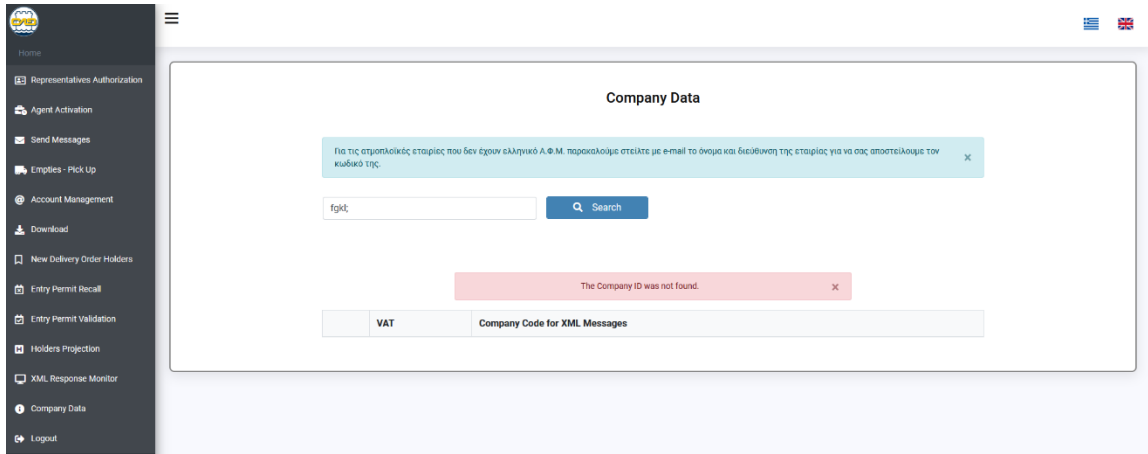 Home
Representatives Authorization
Agent Activation
Send Messages
Empties - Pick Up
Account Management
Download
New Delivery Order Holders
Entry Permit Recall
Entry Permit Validation
Holders Projection
XML Response Monitor
Company Data
Logout
Company Data
Για τις ατμοπλοϊκές εταιρίες που δεν έχουν ελληνικό Α.Φ.Μ. παρακαλούμε στείλτε με e-mail το όνομα και διεύθυνση της εταιρίας για να σας αποστείλουμε τον
κωδικό της.
fgkl;
Search
The Company ID was not found.
VAT Company Code for XML Messages